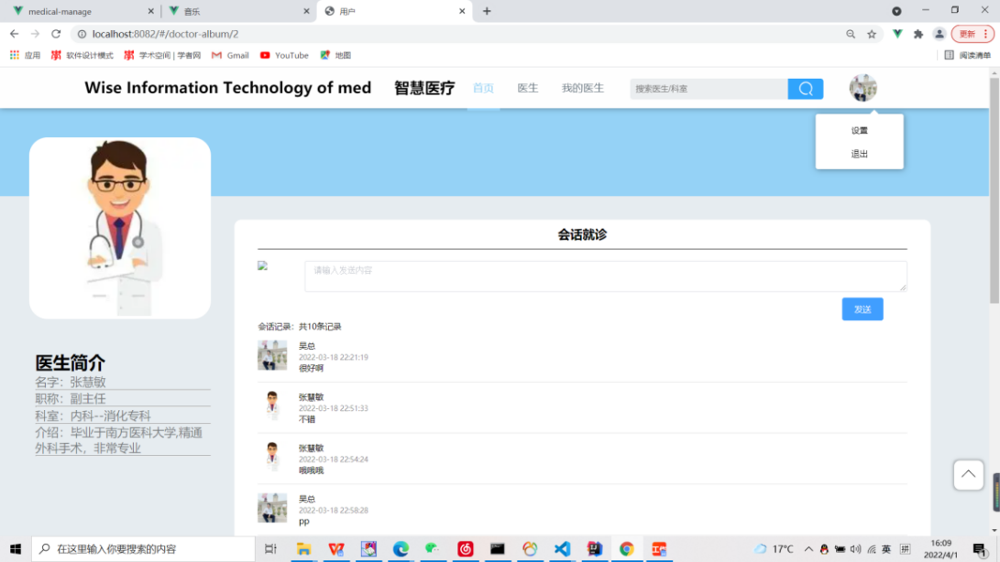 medical-manage
音乐
用户
localhost:8082/#/doctor-album/2
更新
应用
软件设计模式
学术空间 | 学者网
Gmail
YouTube
地图
阅读清单
Wise Information Technology of med
智慧医疗
首页
医生
我的医生
搜索医生/科室
设置
退出
会话就诊
请输入发送内容
发送
会话记录：共10条记录
吴总
2022-03-18 22:21:19
很好啊
张慧敏
2022-03-18 22:51:33
不错
张慧敏
2022-03-18 22:54:24
哦哦哦
吴总
2022-03-18 22:58:28
pp
医生简介
名字：张慧敏
职称：副主任
科室：内科--消化专科
介绍：毕业于南方医科大学,精通
外科手术，非常专业
在这里输入你要搜索的内容
17°C
英
拼
16:09
2022/4/1
1